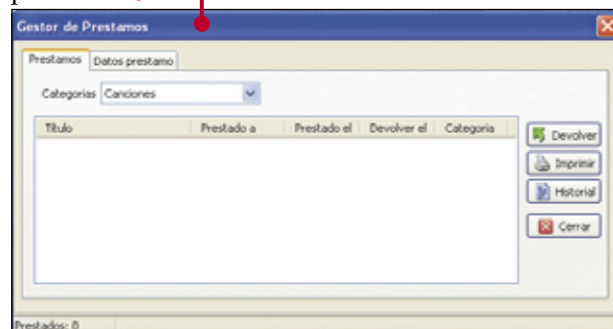 Gestor de Prestamos
Prestamos Datos prestamo
Categorias Canciones
Título Prestado a Prestado el Devolver el Categoria
Devolver
Imprimir
Historial
Cerrar
Prestados: 0